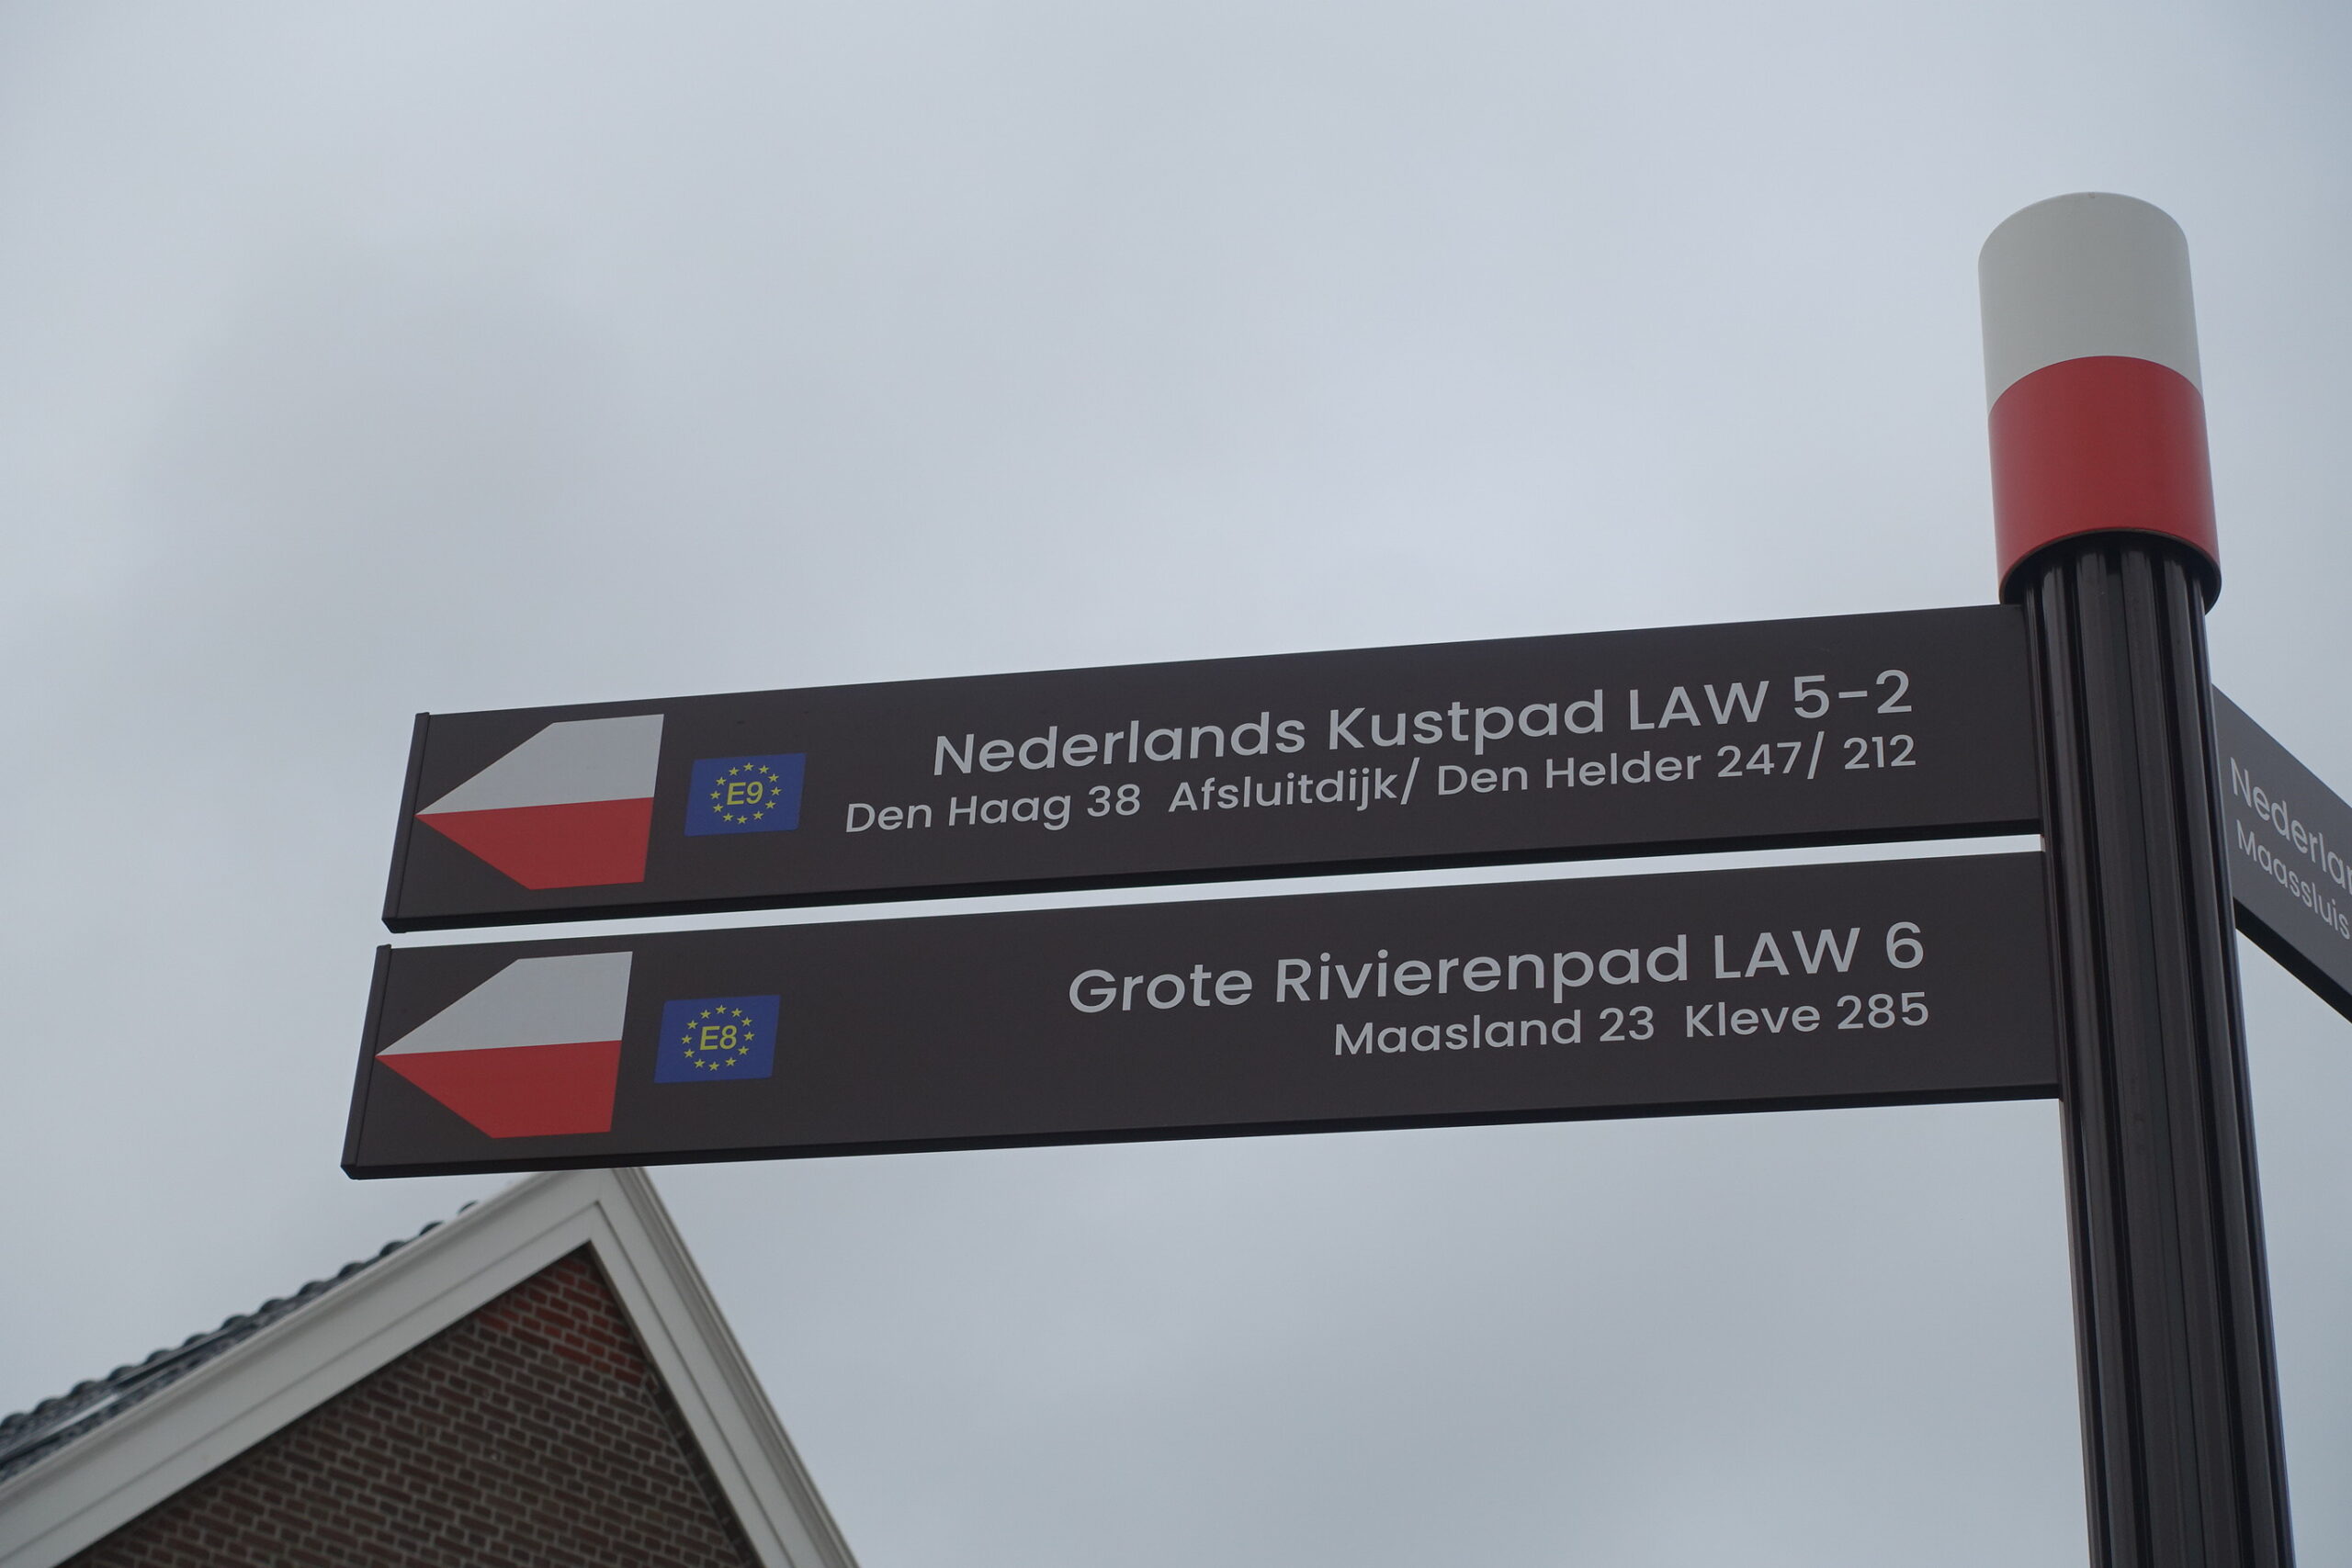 E9
Nederlands Kustpad LAW 5-2
Den Haag 38 Afsluitdijk/ Den Helder 247/ 212
E8
Grote Rivierenpad LAW 6
Maasland 23 Kleve 285
Maassluis